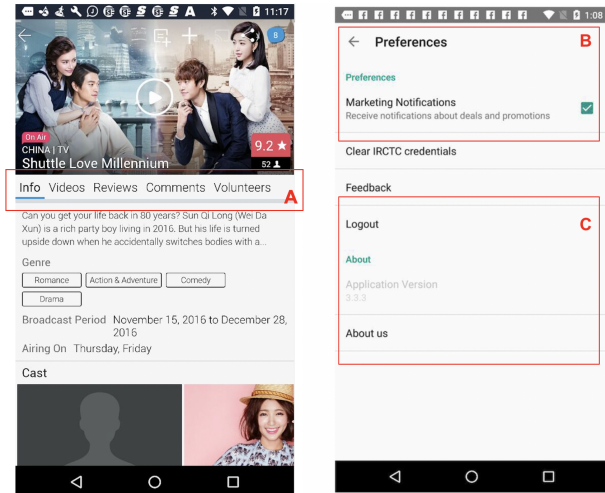 11:17
8
On Air
CHINA | TV
Shuttle Love Millennium
9.2 ★
52
Info Videos Reviews Comments Volunteers
A
Can you get your life back in 80 years? Sun Qi Long (Wei Da
Xun) is a rich party boy living in 2016. But his life is turned
upside down when he accidentally switches bodies with a...
Genre
Romance Action & Adventure Comedy
Drama
Broadcast Period November 15, 2016 to December 28,
2016
Airing On Thursday, Friday
Cast
1:08
Preferences
B
Preferences
Marketing Notifications
Receive notifications about deals and promotions
Clear IRCTC credentials
Feedback
Logout
C
About
Application Version
3.3.2
About us